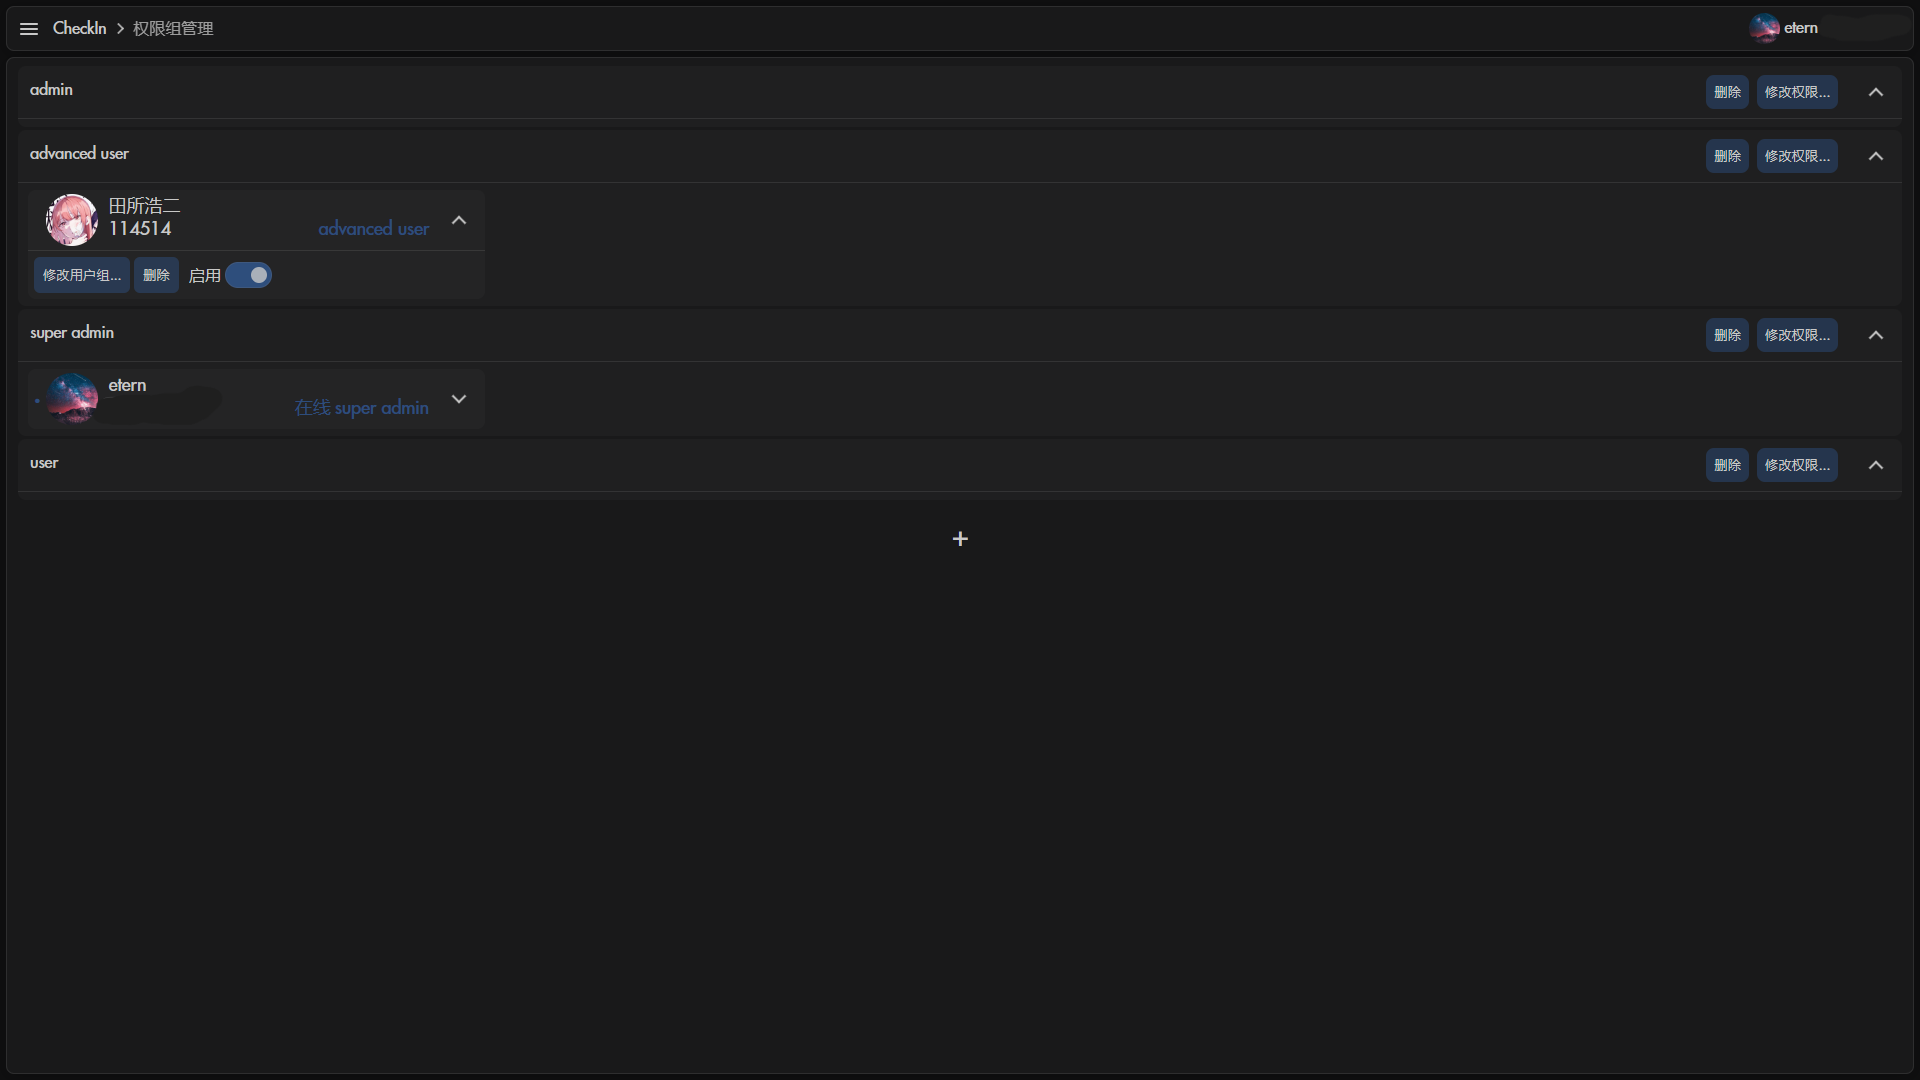 CheckIn > 权限组管理
etern
admin
删除 修改权限...
advanced user
删除 修改权限...
田所浩二
114514
advanced user
修改用户组... 删除 启用
super admin
删除 修改权限...
etern
在线 super admin
user
删除 修改权限...
+